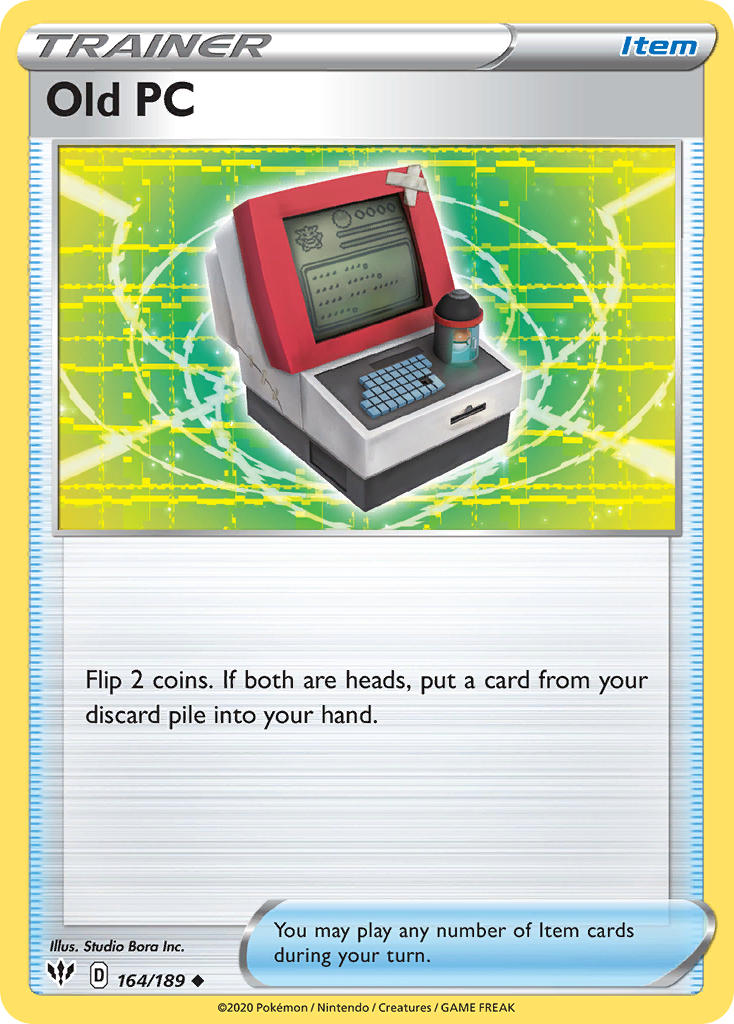 TRAINER
Item
Old PC
Flip 2 coins. If both are heads, put a card from your
discard pile into your hand.
You may play any number of Item cards
during your turn.
Illus. Studio Bora Inc.
D 164/189 ◆
©2020 Pokémon / Nintendo / Creatures / GAME FREAK